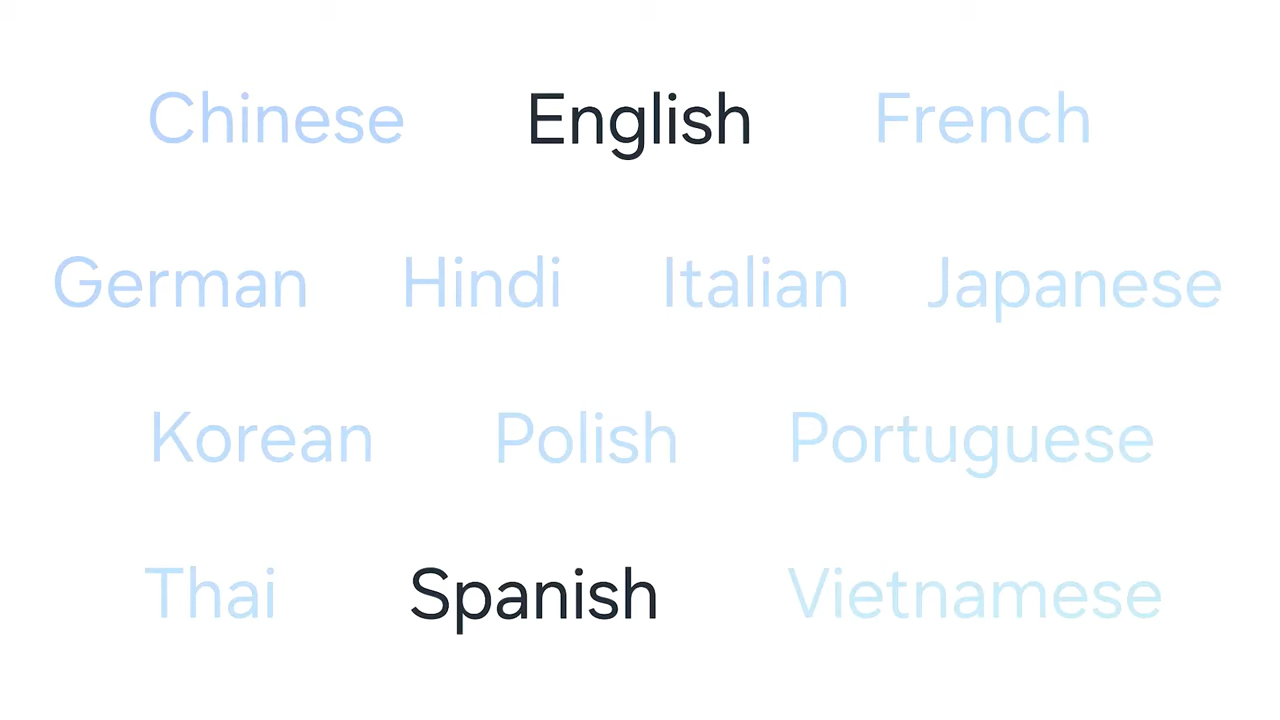 Chinese English French
German Hindi Italian Japanese
Korean Polish Portuguese
Thai Spanish Vietnamese